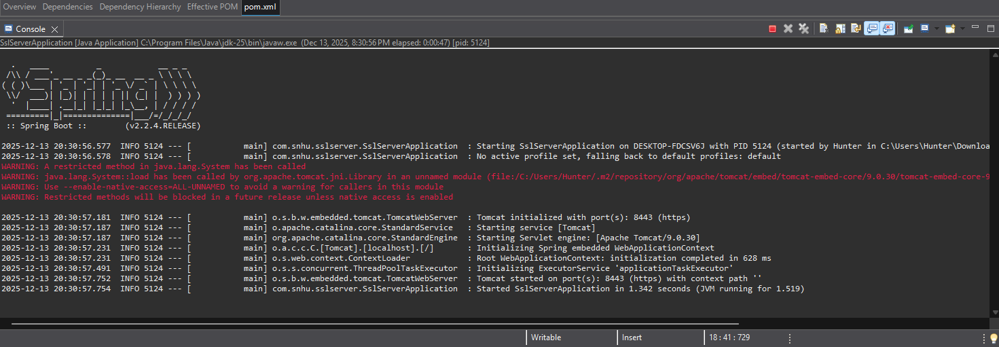 Overview Dependencies Dependency Hierarchy Effective POM pom.xml
Console
SslServerApplication [Java Application] C:\Program Files\Java\jdk-25\bin\javaw.exe (Dec 13, 2025, 8:30:56 PM elapsed: 0:00:47) [pid: 5124]
  .   ____          _            __ _ _
 /\\ / ___'_ __ _ _(_)_ __  __ _ \ \ \ \
( ( )\___ | '_ | '_| | '_ \/ _` | \ \ \ \
 \\/  ___)| |_)| | | | | || (_| |  ) ) ) )
  '  |____| .__|_| |_|_| |_\__, | / / / /
 =========|_|==============|___/=/_/_/_/
 :: Spring Boot ::        (v2.2.4.RELEASE)
2025-12-13 20:30:56.577  INFO 5124 --- [           main] com.snhu.sslserver.SslServerApplication  : Starting SslServerApplication on DESKTOP-FDCSV6J with PID 5124 (started by Hunter in C:\Users\Hunter\Downloa
2025-12-13 20:30:56.578  INFO 5124 --- [           main] com.snhu.sslserver.SslServerApplication  : No active profile set, falling back to default profiles: default
WARNING: A restricted method in java.lang.System has been called
WARNING: java.lang.System::load has been called by org.apache.tomcat.jni.Library in an unnamed module (file:/C:/Users/Hunter/.m2/repository/org/apache/tomcat/embed/tomcat-embed-core/9.0.30/tomcat-embed-core-9
WARNING: Use --enable-native-access=ALL-UNNAMED to avoid a warning for callers in this module
WARNING: Restricted methods will be blocked in a future release unless native access is enabled
2025-12-13 20:30:57.181  INFO 5124 --- [           main] o.s.b.w.embedded.tomcat.TomcatWebServer  : Tomcat initialized with port(s): 8443 (https)
2025-12-13 20:30:57.187  INFO 5124 --- [           main] o.apache.catalina.core.StandardService   : Starting service [Tomcat]
2025-12-13 20:30:57.187  INFO 5124 --- [           main] org.apache.catalina.core.StandardEngine  : Starting Servlet engine: [Apache Tomcat/9.0.30]
2025-12-13 20:30:57.231  INFO 5124 --- [           main] o.a.c.c.C.[Tomcat].[localhost].[/]       : Initializing Spring embedded WebApplicationContext
2025-12-13 20:30:57.231  INFO 5124 --- [           main] o.s.web.context.ContextLoader            : Root WebApplicationContext: initialization completed in 628 ms
2025-12-13 20:30:57.491  INFO 5124 --- [           main] o.s.s.concurrent.ThreadPoolTaskExecutor  : Initializing ExecutorService 'applicationTaskExecutor'
2025-12-13 20:30:57.752  INFO 5124 --- [           main] o.s.b.w.embedded.tomcat.TomcatWebServer  : Tomcat started on port(s): 8443 (https) with context path ''
2025-12-13 20:30:57.754  INFO 5124 --- [           main] com.snhu.sslserver.SslServerApplication  : Started SslServerApplication in 1.342 seconds (JVM running for 1.519)
Writable Insert 18 : 41 : 729